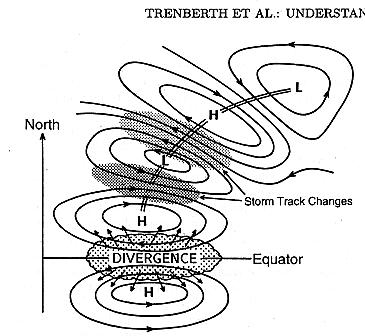 TRENBERTH ET AL.: UNDERSTAN
L
H
North
L
Storm Track Changes
H
DIVERGENCE
Equator
H